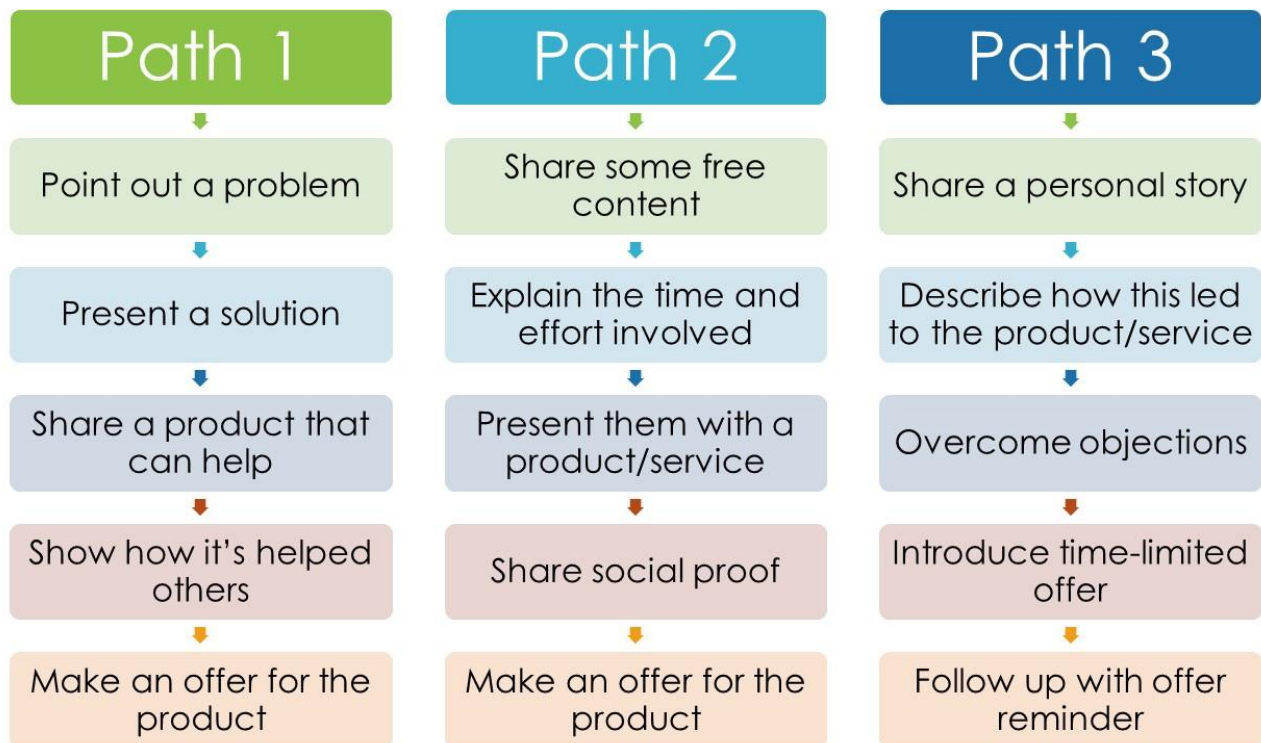 Path 1
Point out a problem
Present a solution
Share a product that
can help
Show how it's helped
others
Make an offer for the
product
Path 2
Share some free
content
Explain the time and
effort involved
Present them with a
product/service
Share social proof
Make an offer for the
product
Path 3
Share a personal story
Describe how this led
to the product/service
Overcome objections
Introduce time-limited
offer
Follow up with offer
reminder